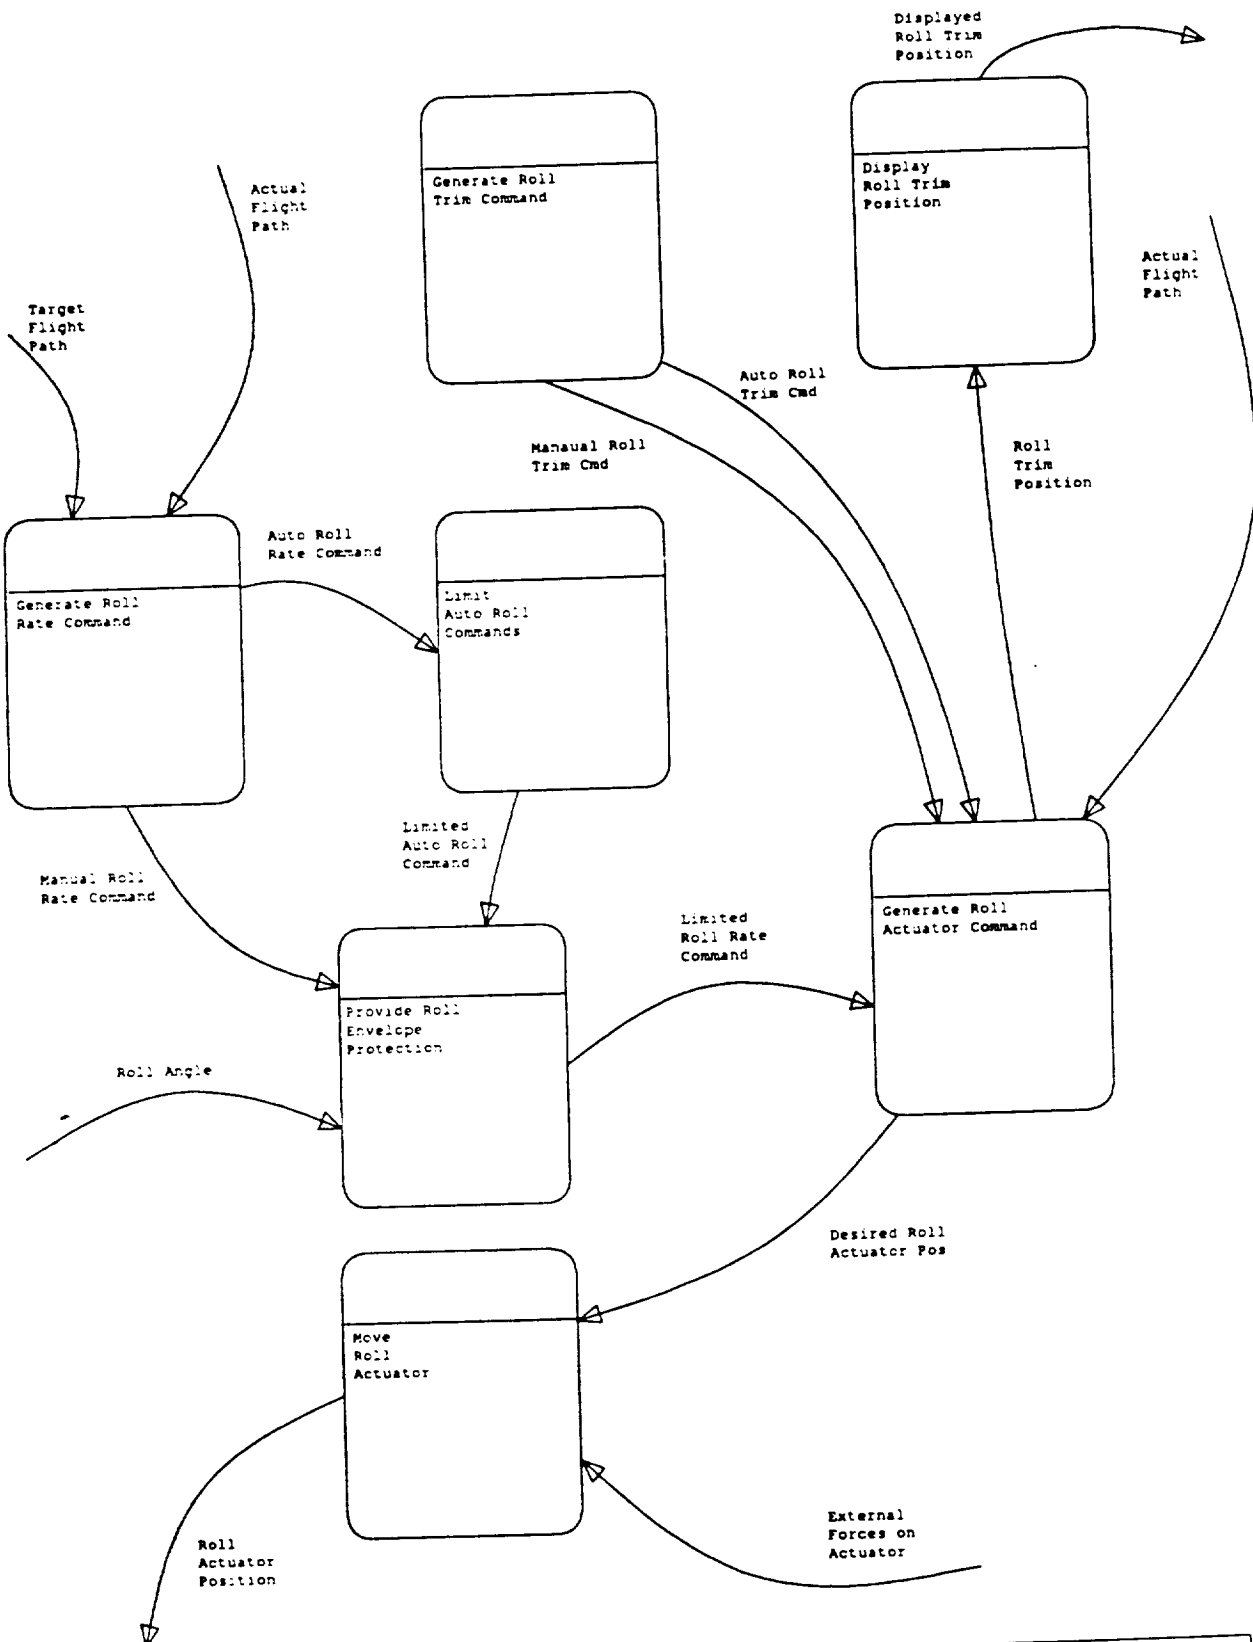 Displayed
Roll Trim
Position
Display
Roll Trim
Position
Generate Roll
Trim Command
Actual
Flight
Path
Actual
Flight
Path
Target
Flight
Path
Auto Roll
Trim Cmd
Manaual Roll
Trim Cmd
Roll
Trim
Position
Auto Roll
Rate Command
Generate Roll
Rate Command
Limit
Auto Roll
Commands
Limited
Auto Roll
Command
Manual Roll
Rate Command
Limited
Roll Rate
Command
Generate Roll
Actuator Command
Provide Roll
Envelope
Protection
Roll Angle
Desired Roll
Actuator Pos
Move
Roll
Actuator
External
Forces on
Actuator
Roll
Actuator
Position